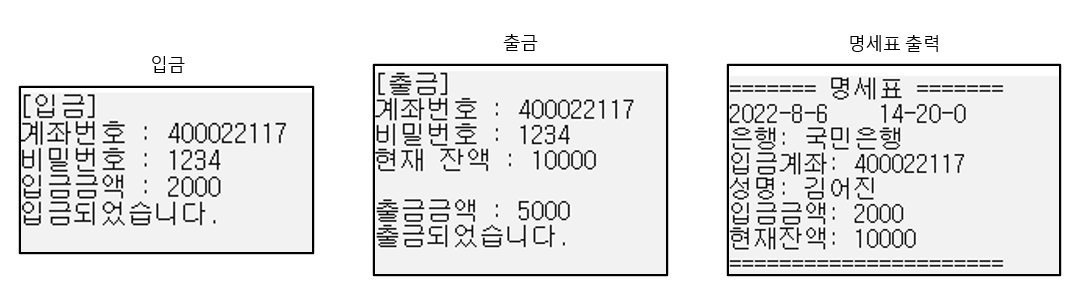 입금
[입금]
계좌번호 : 400022117
비밀번호 : 1234
입금금액 : 2000
입금되었습니다.
출금
[출금]
계좌번호 : 400022117
비밀번호 : 1234
현재 잔액 : 10000
출금금액 : 5000
출금되었습니다.
명세표 출력
======= 명세표 =======
2022-8-6    14-20-0
은행: 국민은행
입금계좌: 400022117
성명: 김어진
입금금액: 2000
현재잔액: 10000
======================